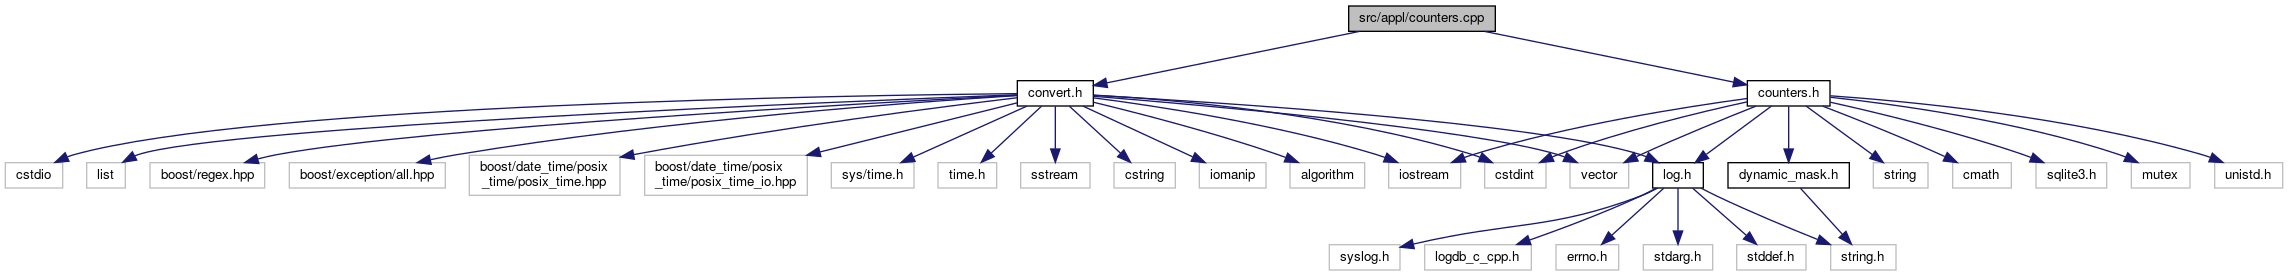 src/appl/counters.cpp
convert.h
counters.h
cstdio
list
boost/regex.hpp
boost/exception/all.hpp
boost/date_time/posix
_time/posix_time.hpp
boost/date_time/posix
_time/posix_time_io.hpp
sys/time.h
time.h
sstream
cstring
iomanip
algorithm
iostream
cstdint
vector
log.h
dynamic_mask.h
string
cmath
sqlite3.h
mutex
unistd.h
syslog.h
logdb_c_cpp.h
errno.h
stdarg.h
stddef.h
string.h